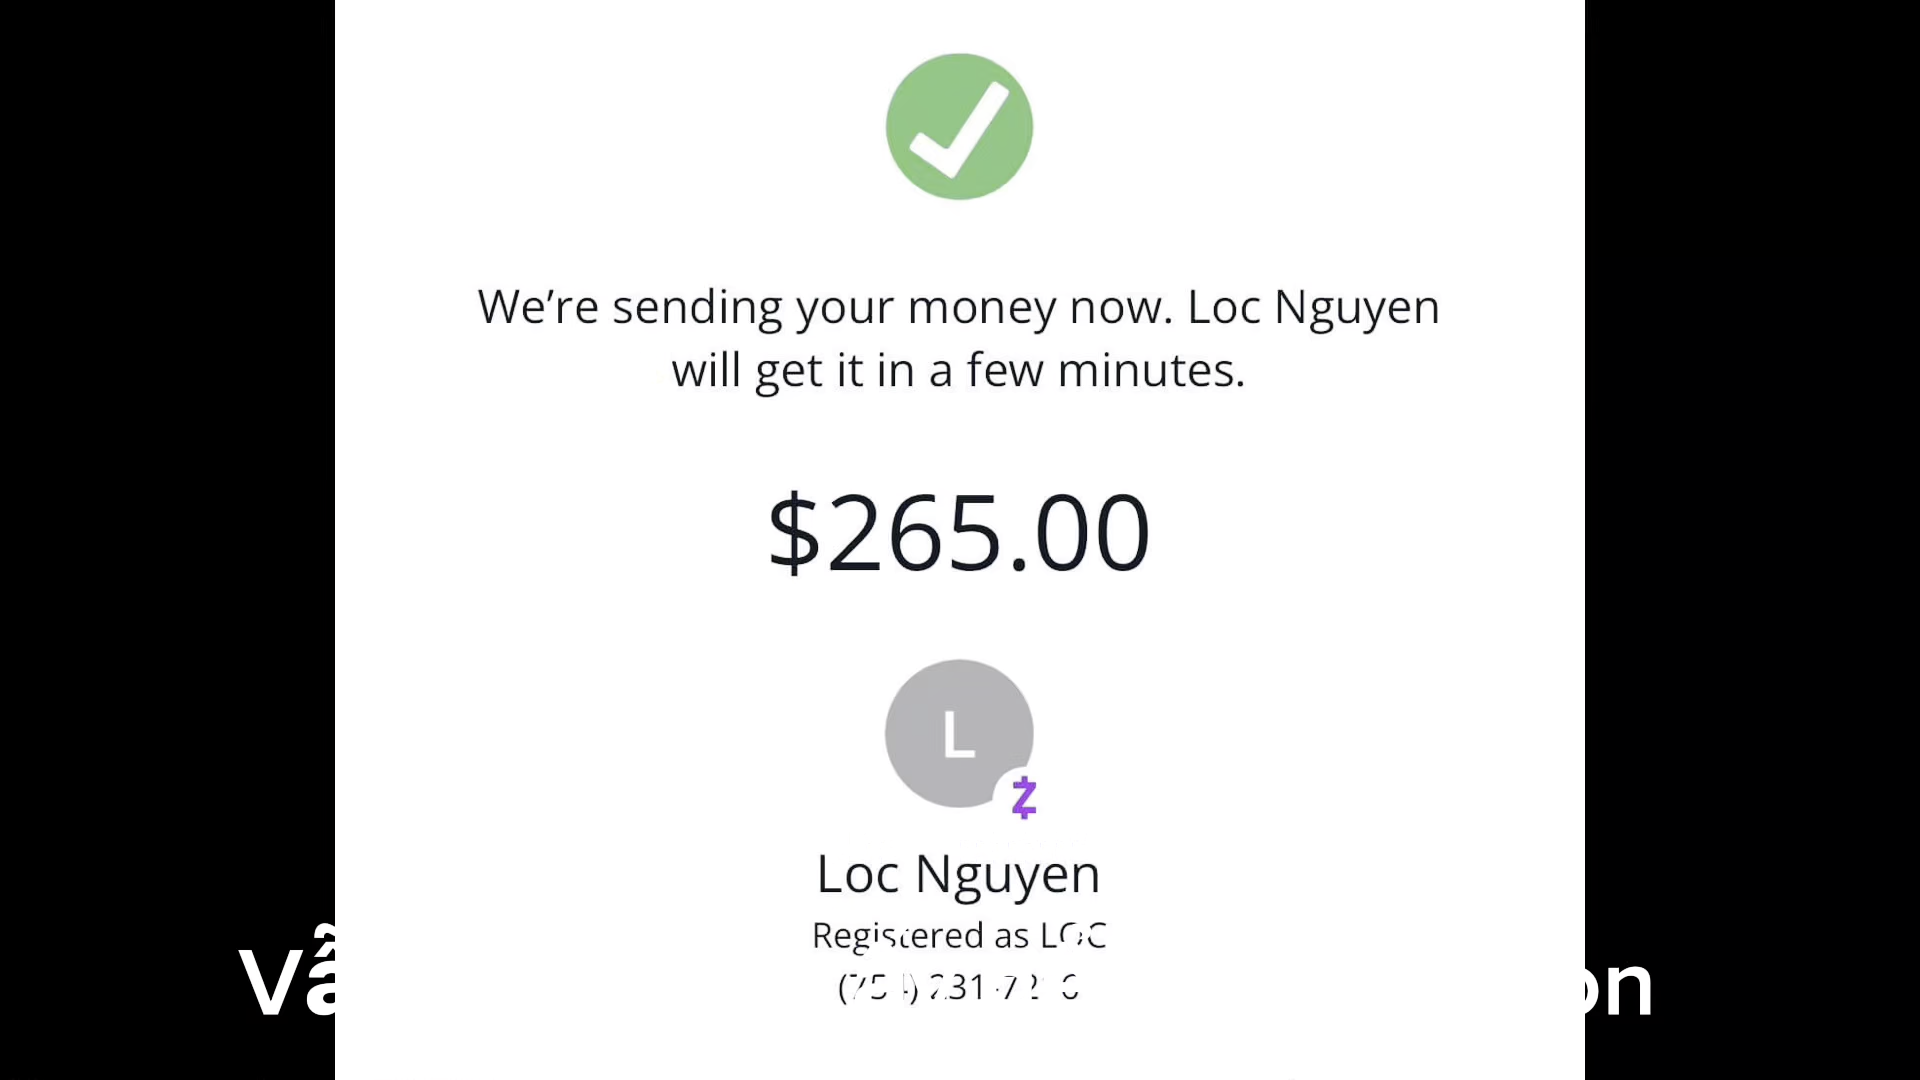 We’re sending your money now. Loc Nguyen
will get it in a few minutes.
$265.00
L
Loc Nguyen
Registered as LOC